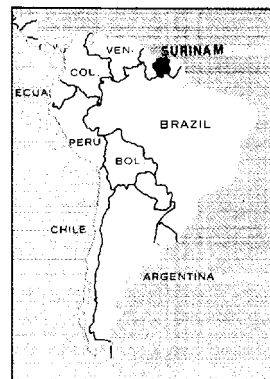 VEN.
SURINAM
COL.
ECUA.
BRAZIL
PERU
BOL.
CHILE
ARGENTINA